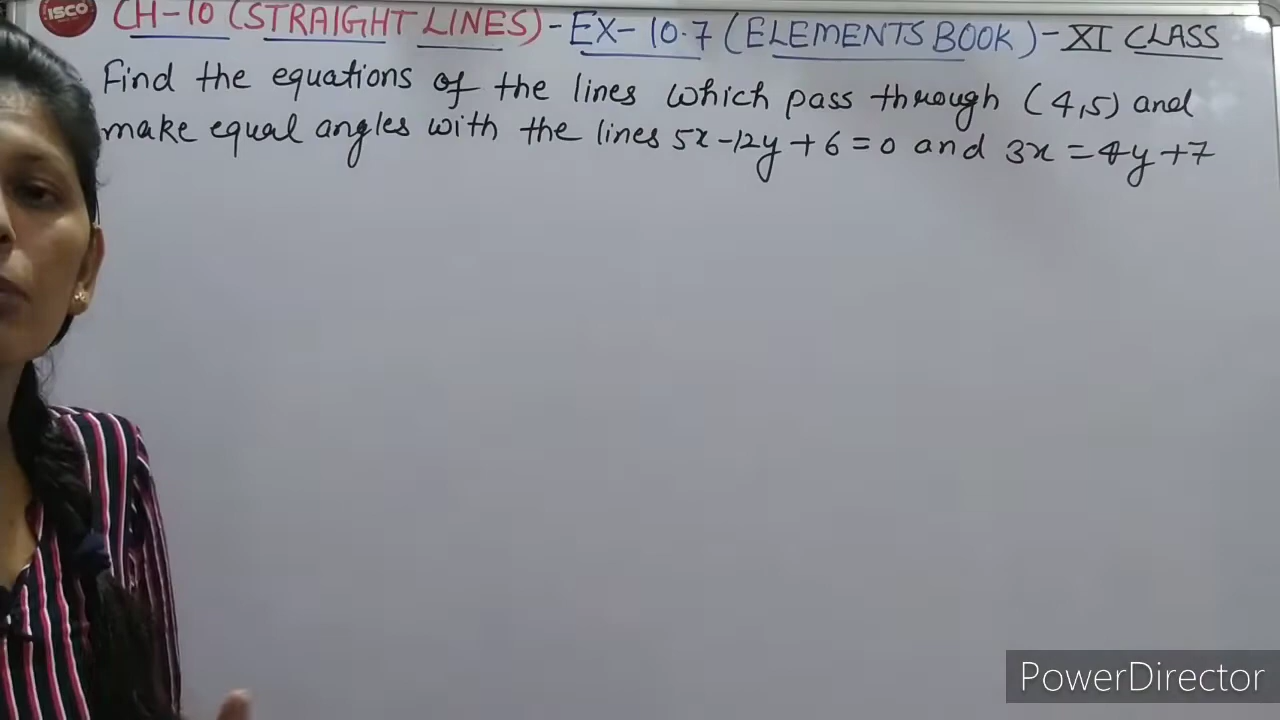 ISCO CH-10 (STRAIGHT LINES)-EX-10.7 (ELEMENTS BOOK)-XI CLASS
Find the equations of the lines which pass through (4,5) and
make equal angles with the lines 5x-12y+6=0 and 3x=4y+7
PowerDirector